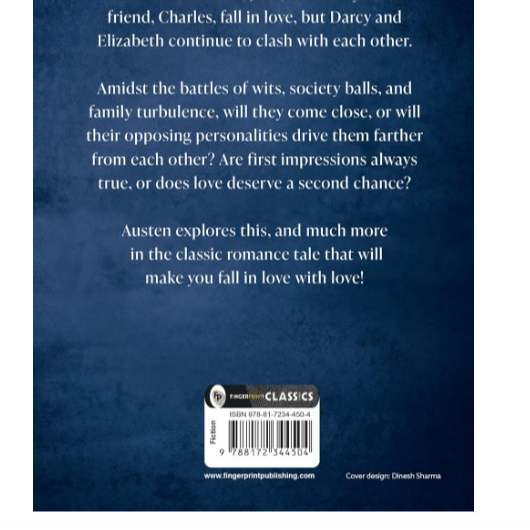 friend, Charles, fall in love, but Darcy and
Elizabeth continue to clash with each other.
Amidst the battles of wits, society balls, and
family turbulence, will they come close, or will
their opposing personalities drive them farther
from each other? Are first impressions always
true, or does love deserve a second chance?
Austen explores this, and much more
in the classic romance tale that will
make you fall in love with love!
FP FINGERPRINT! CLASSICS
ISBN 978-81-7234-450-4
Fiction
9 788172 344504
www.fingerprintpublishing.com
Cover design: Dinesh Sharma